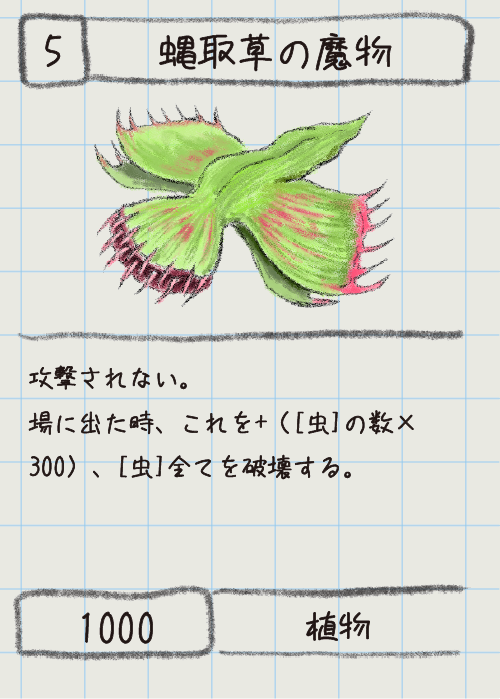 5
蝿取草の魔物
攻撃されない。
場に出た時、これを+([虫]の数×
300)、[虫]全てを破壊する。
1000
植物